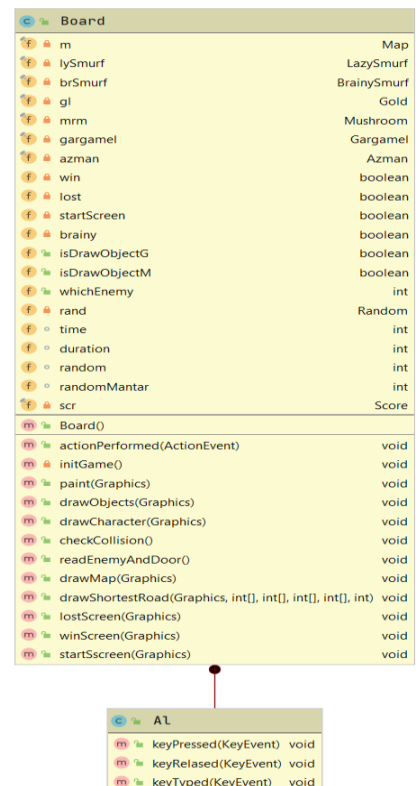 Board
m Map
lySmurf LazySmurf
brSmurf BrainySmurf
gl Gold
mrm Mushroom
gargamel Gargamel
azman Azman
win boolean
lost boolean
startScreen boolean
brainy boolean
isDrawObjectG boolean
isDrawObjectM boolean
whichEnemy int
rand Random
time int
duration int
random int
randomMantar int
scr Score
Board()
actionPerformed(ActionEvent) void
initGame() void
paint(Graphics) void
drawObjects(Graphics) void
drawCharacter(Graphics) void
checkCollision() void
readEnemyAndDoor() void
drawMap(Graphics) void
drawShortestRoad(Graphics, int[], int[], int[], int[], int) void
lostScreen(Graphics) void
winScreen(Graphics) void
startSscreen(Graphics) void
Al
keyPressed(KeyEvent) void
keyRelased(KeyEvent) void
keyTyped(KeyEvent) void